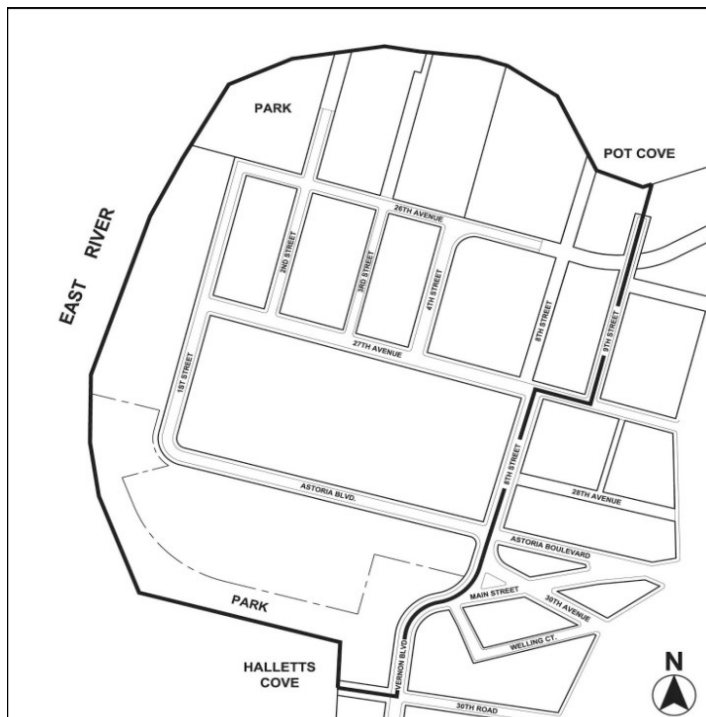 PARK
POT COVE
26TH AVENUE
EAST RIVER
2ND STREET
3RD STREET
4TH STREET
8TH STREET
9TH STREET
27TH AVENUE
1ST STREET
8TH STREET
ASTORIA BLVD.
28TH AVENUE
ASTORIA BOULEVARD
MAIN STREET
30TH AVENUE
PARK
WELLING CT.
HALLETTS
COVE
VERNON BLVD
30TH ROAD
N